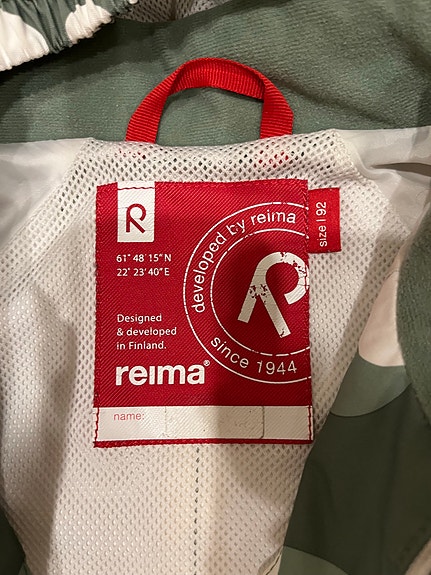 61° 48´15˝N
22° 23´40˝E
Designed
& developed
in Finland.
reima®
name:
developed by reima
since 1944
size | 92